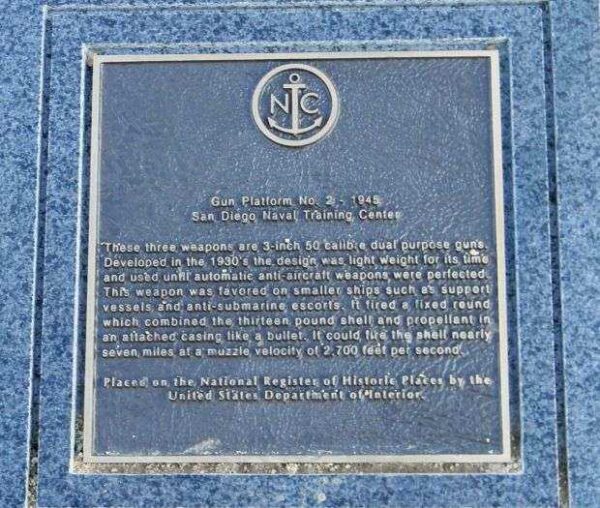 NTC
Gun Platform No. 2 - 1945
San Diego Naval Training Center
These three weapons are 3-inch 50 calibre dual purpose guns.
Developed in the 1930's the design was light weight for its time
and used until automatic anti-aircraft weapons were perfected.
This weapon was favored on smaller ships such as support
vessels and anti-submarine escorts. It fired a fixed round
which combined the thirteen pound shell and propellant in
an attached casing like a bullet. It could fire the shell nearly
seven miles at a muzzle velocity of 2,700 feet per second.
Placed on the National Register of Historic Places by the
United States Department of Interior.